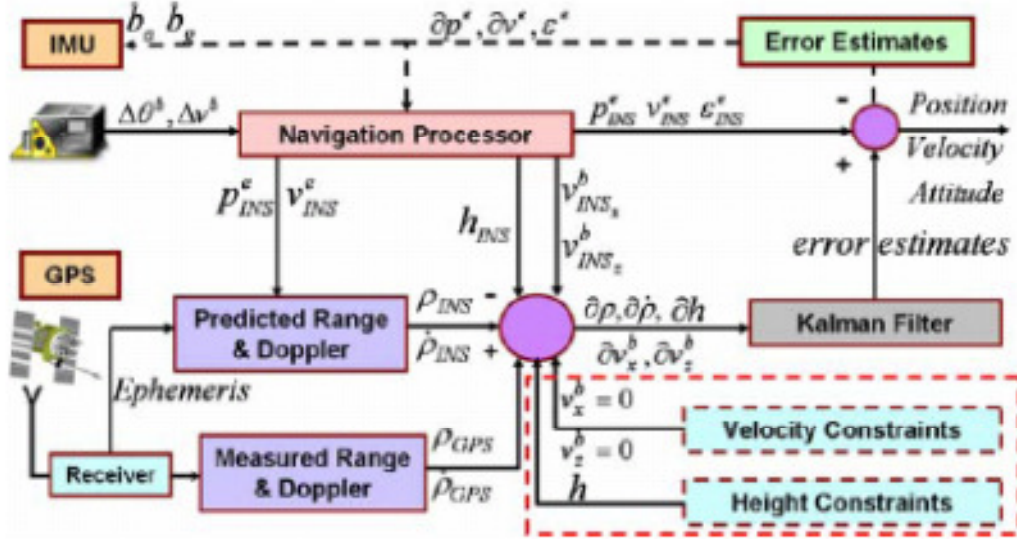 IMU
b_a b_g
∂p^e, ∂v^e, ε^e
Error Estimates
Δθ^b, Δv^b
Navigation Processor
p^e_INS v^e_INS ε^e_INS
-
+
Position
Velocity
Attitude
p^e_INS v^e_INS
h_INS
v^b_INS_x
v^b_INS_z
error estimates
GPS
Predicted Range
& Doppler
ρ_INS -
ρ̇_INS +
∂ρ, ∂ρ̇, ∂h
∂v^b_x, ∂v^b_z
Kalman Filter
Ephemeris
v^b_x = 0
Velocity Constraints
v^b_z = 0
Receiver
Measured Range
& Doppler
ρ_GPS
ρ̇_GPS
h
Height Constraints